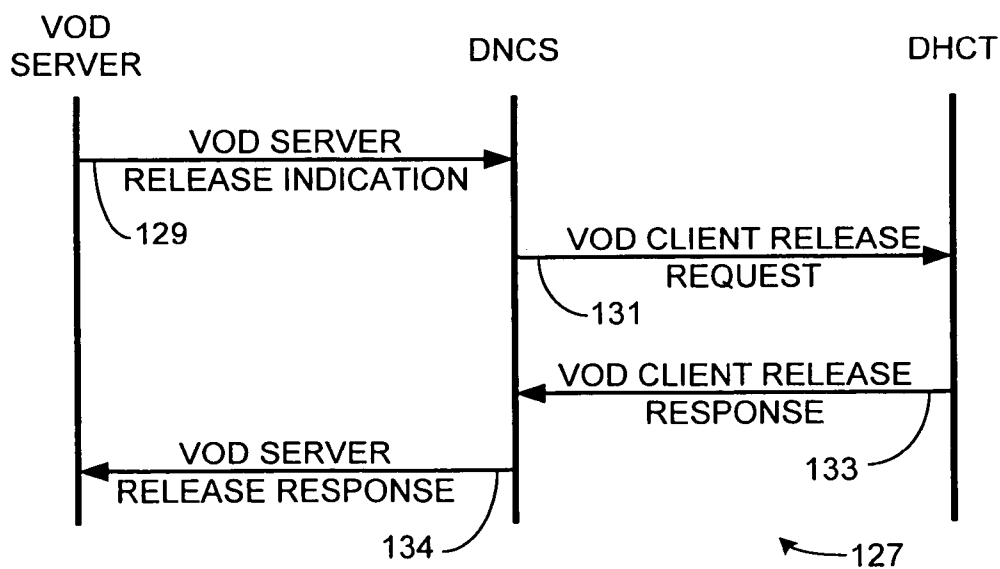 VOD
SERVER
DNCS
DHCT
VOD SERVER
RELEASE INDICATION
129
VOD CLIENT RELEASE
REQUEST
131
VOD CLIENT RELEASE
RESPONSE
133
VOD SERVER
RELEASE RESPONSE
134
127